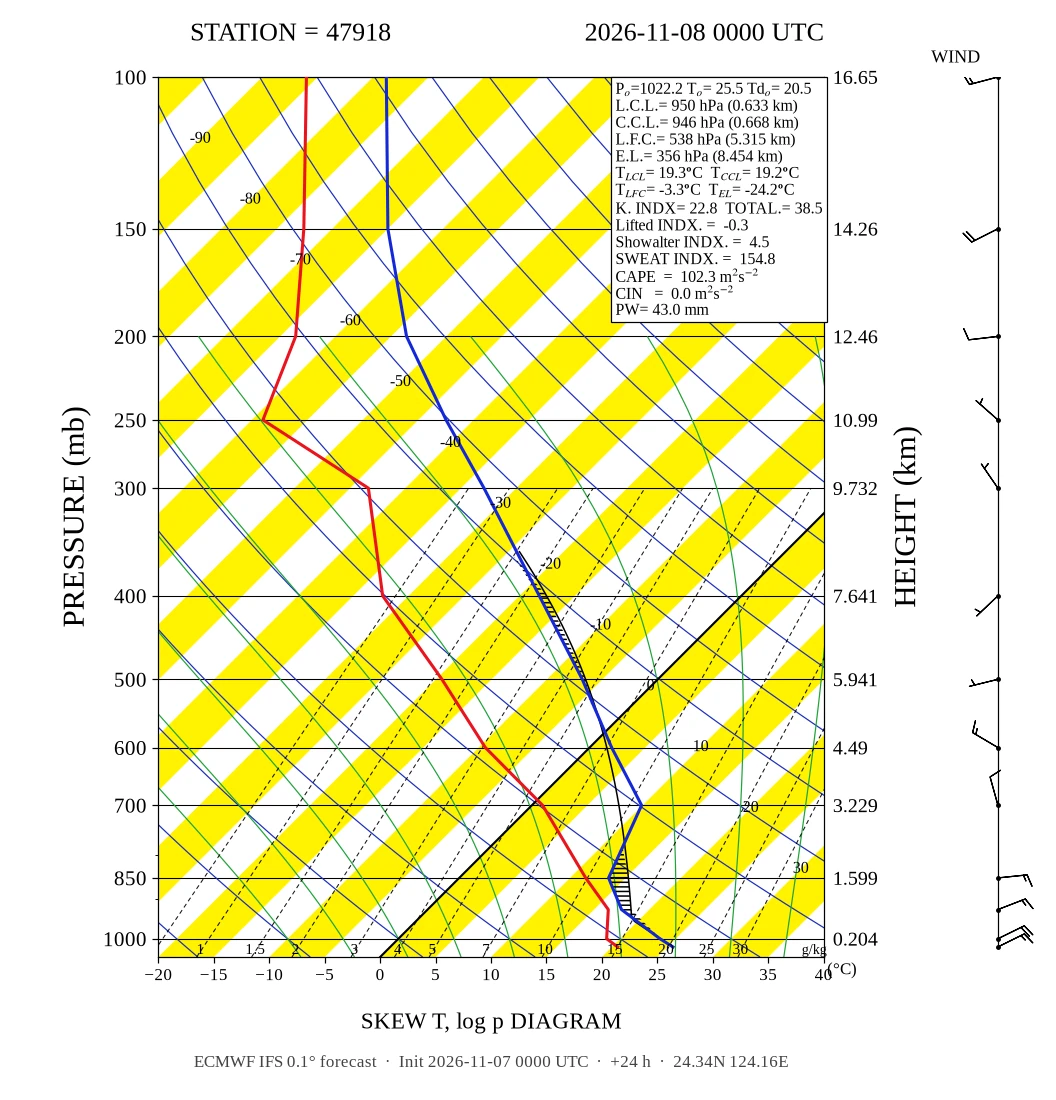 STATION = 47918
2026-11-08 0000 UTC
WIND
P₀=1022.2 T₀= 25.5 Td₀= 20.5
L.C.L.= 950 hPa (0.633 km)
C.C.L.= 946 hPa (0.668 km)
L.F.C.= 538 hPa (5.315 km)
E.L.= 356 hPa (8.454 km)
T_LCL= 19.3°C T_CCL= 19.2°C
T_LFC= -3.3°C T_EL= -24.2°C
K. INDX= 22.8 TOTAL.= 38.5
Lifted INDX. = -0.3
Showalter INDX. = 4.5
SWEAT INDX. = 154.8
CAPE = 102.3 m²s⁻²
CIN = 0.0 m²s⁻²
PW= 43.0 mm
PRESSURE (mb)
100
150
200
250
300
400
500
600
700
850
1000
16.65
14.26
12.46
10.99
9.732
7.641
5.941
4.49
3.229
1.599
0.204
HEIGHT (km)
-90
-80
-70
-60
-50
-40
-30
-20
-10
0
10
20
30
1 1.5 2 3 4 5 7 10 15 20 25 30 g/kg
−20 −15 −10 −5 0 5 10 15 20 25 30 35 40 (°C)
SKEW T, log p DIAGRAM
ECMWF IFS 0.1° forecast · Init 2026-11-07 0000 UTC · +24 h · 24.34N 124.16E